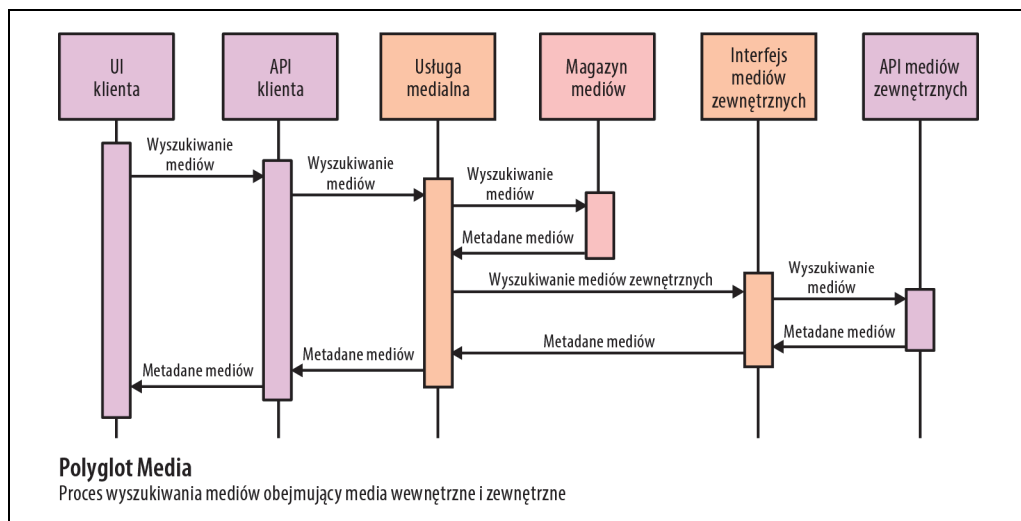 UI
klienta
API
klienta
Usługa
medialna
Magazyn
mediów
Interfejs
mediów
zewnętrznych
API mediów
zewnętrznych
Wyszukiwanie
mediów
Wyszukiwanie
mediów
Wyszukiwanie
mediów
Metadane mediów
Wyszukiwanie mediów zewnętrznych
Wyszukiwanie
mediów
Metadane mediów
Metadane mediów
Metadane mediów
Metadane mediów
Polyglot Media
Proces wyszukiwania mediów obejmujący media wewnętrzne i zewnętrzne